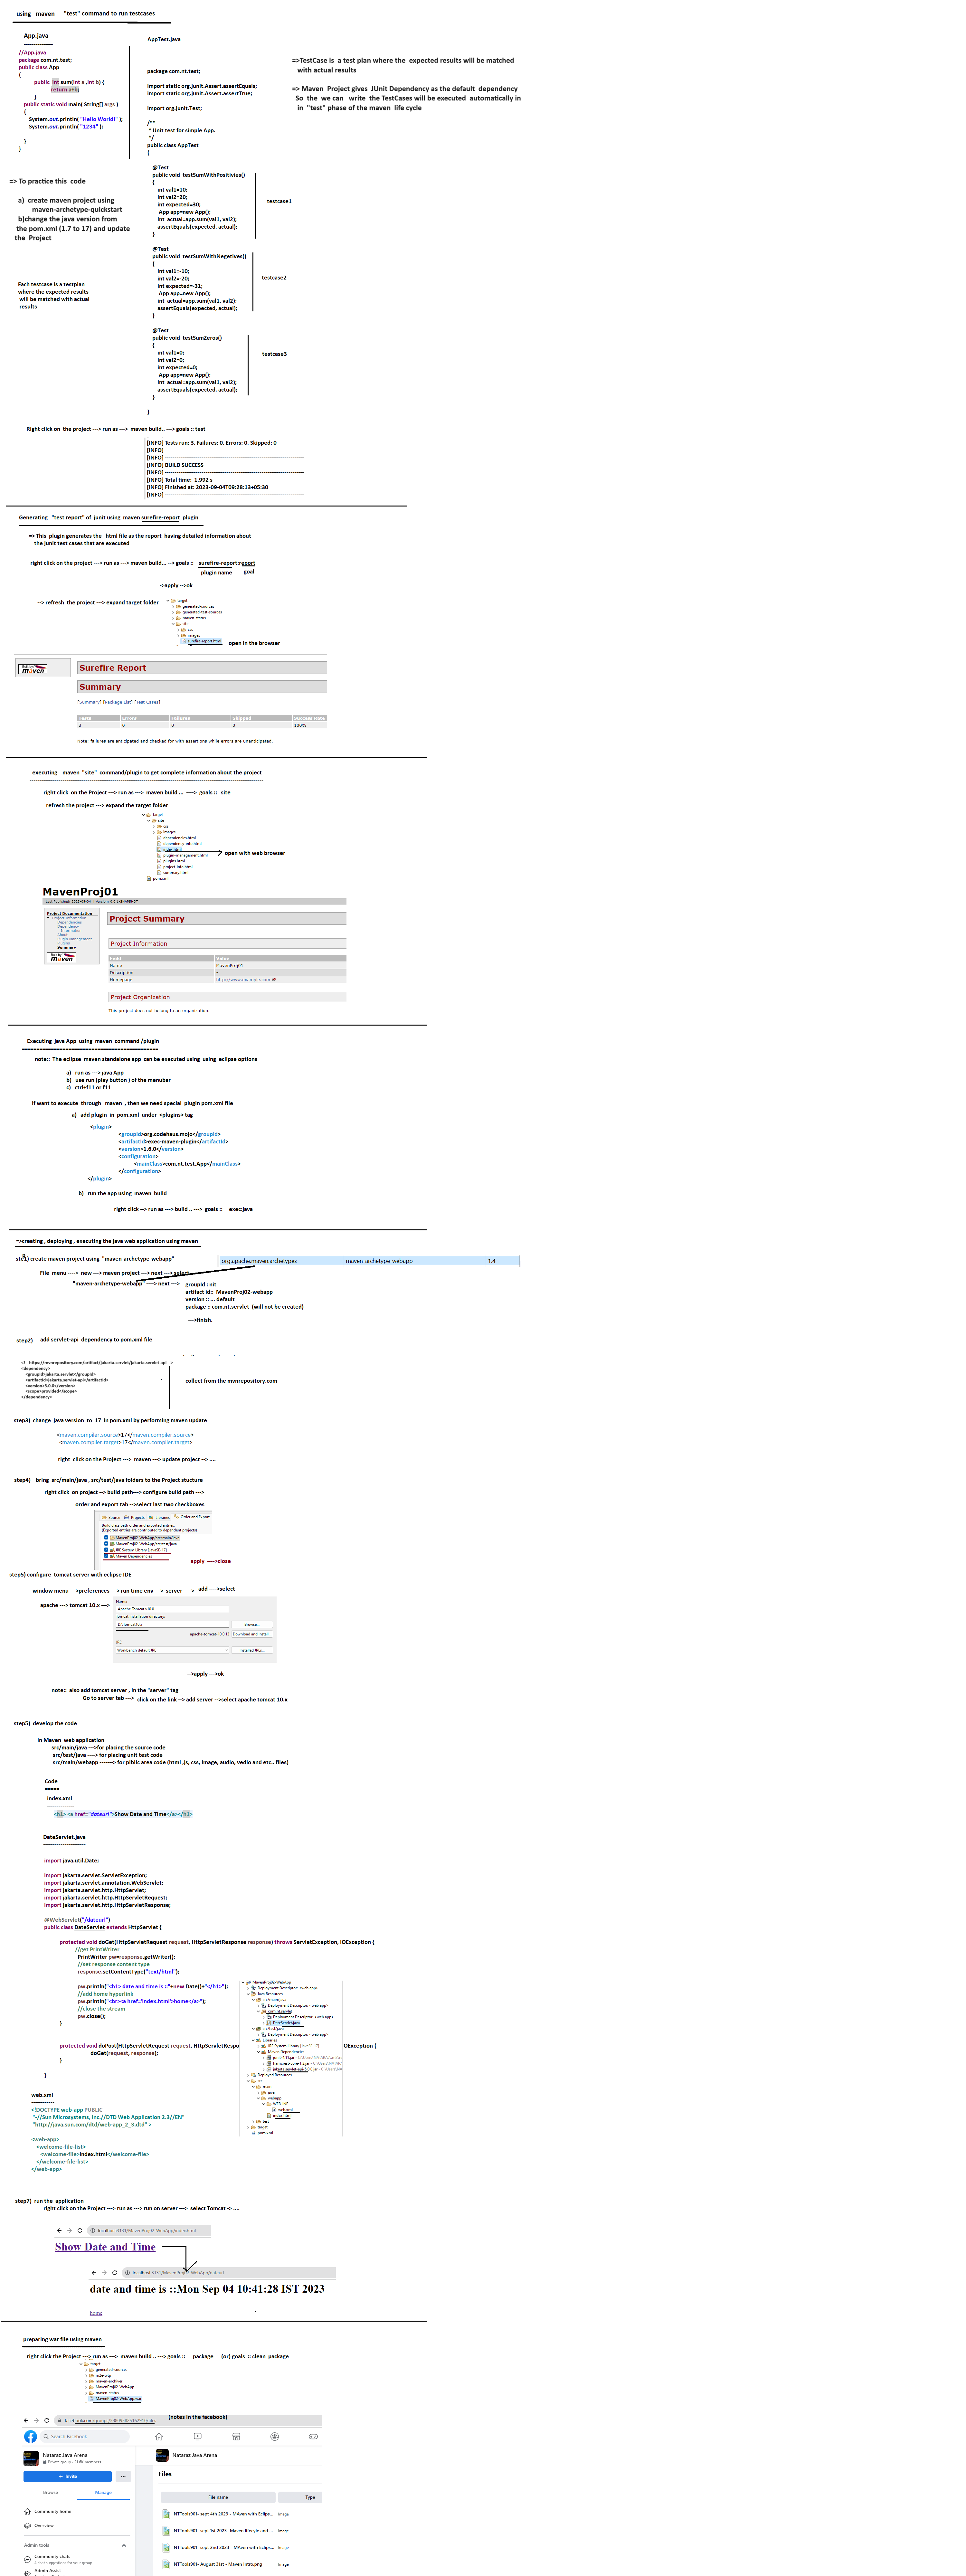 using maven "test" command to run testcases
App.java
--------------
//App.java
package com.nt.test;
public class App
{
public int sum(int a ,int b) {
return a+b;
}
public static void main( String[] args )
{
System.out.println( "Hello World!" );
System.out.println( "1234" );
}
}
AppTest.java
------------------
package com.nt.test;
import static org.junit.Assert.assertEquals;
import static org.junit.Assert.assertTrue;
import org.junit.Test;
/**
* Unit test for simple App.
*/
public class AppTest
{
@Test
public void testSumWithPositivies()
{
int val1=10;
int val2=20;
int expected=30;
App app=new App();
int actual=app.sum(val1, val2);
assertEquals(expected, actual);
}
testcase1
@Test
public void testSumWithNegetives()
{
int val1=-10;
int val2=-20;
int expected=-31;
App app=new App();
int actual=app.sum(val1, val2);
assertEquals(expected, actual);
}
testcase2
@Test
public void testSumZeros()
{
int val1=0;
int val2=0;
int expected=0;
App app=new App();
int actual=app.sum(val1, val2);
assertEquals(expected, actual);
}
testcase3
}
=>TestCase is a test plan where the expected results will be matched
with actual results
=> Maven Project gives JUnit Dependency as the default dependency
So the we can write the TestCases will be executed automatically in
in "test" phase of the maven life cycle
=> To practice this code
a) create maven project using
maven-archetype-quickstart
b)change the java version from
the pom.xml (1.7 to 17) and update
the Project
Each testcase is a testplan
where the expected results
will be matched with actual
results
Right click on the project ---> run as ---> maven build.. ---> goals :: test
[INFO] Tests run: 3, Failures: 0, Errors: 0, Skipped: 0
[INFO]
[INFO] ------------------------------------------------------------------------
[INFO] BUILD SUCCESS
[INFO] ------------------------------------------------------------------------
[INFO] Total time: 1.992 s
[INFO] Finished at: 2023-09-04T09:28:13+05:30
[INFO] ------------------------------------------------------------------------
Generating "test report" of junit using maven surefire-report plugin
=> This plugin generates the html file as the report having detailed information about
the junit test cases that are executed
right click on the project ---> run as ---> maven build... --> goals :: surefire-report:report
plugin name goal
->apply -->ok
--> refresh the project ---> expand target folder
target
generated-sources
generated-test-sources
maven-status
site
css
images
surefire-report.html
open in the browser
Built by
maven
Surefire Report
Summary
[Summary] [Package List] [Test Cases]
Tests Errors Failures Skipped Success Rate
3 0 0 0 100%
Note: failures are anticipated and checked for with assertions while errors are unanticipated.
executing maven "site" command/plugin to get complete information about the project
right click on the Project ---> run as ---> maven build ... ----> goals :: site
refresh the project ---> expand the target folder
target
site
css
images
dependencies.html
dependency-info.html
index.html
plugin-management.html
plugins.html
project-info.html
summary.html
pom.xml
open with web browser
MavenProj01
Last Published: 2023-09-04 | Version: 0.0.1-SNAPSHOT
Project Documentation
Project Information
Dependencies
Dependency
Information
About
Plugin Management
Plugins
Summary
Built by
maven
Project Summary
Project Information
Field Value
Name MavenProj01
Description -
Homepage http://www.example.com
Project Organization
This project does not belong to an organization.
Executing java App using maven command /plugin
=================================================
note:: The eclipse maven standalone app can be executed using using eclipse options
a) run as ---> java App
b) use run (play button ) of the menubar
c) ctrl+f11 or f11
if want to execute through maven , then we need special plugin pom.xml file
a) add plugin in pom.xml under <plugins> tag
<plugin>
<groupId>org.codehaus.mojo</groupId>
<artifactId>exec-maven-plugin</artifactId>
<version>1.6.0</version>
<configuration>
<mainClass>com.nt.test.App</mainClass>
</configuration>
</plugin>
b) run the app using maven build
right click --> run as ---> build .. ---> goals :: exec:java
=>creating , deploying , executing the java web application using maven
ste1) create maven project using "maven-archetype-webapp"
org.apache.maven.archetypes maven-archetype-webapp 1.4
File menu ----> new ---> maven project ---> next ---> select
"maven-archetype-webapp" ----> next --->
groupId : nit
artifact id:: MavenProj02-webapp
version :: ... default
package :: com.nt.servlet (will not be created)
--->finish.
step2) add servlet-api dependency to pom.xml file
<!-- https://mvnrepository.com/artifact/jakarta.servlet/jakarta.servlet-api -->
<dependency>
<groupId>jakarta.servlet</groupId>
<artifactId>jakarta.servlet-api</artifactId>
<version>5.0.0</version>
<scope>provided</scope>
</dependency>
collect from the mvnrepository.com
step3) change java version to 17 in pom.xml by performing maven update
<maven.compiler.source>17</maven.compiler.source>
<maven.compiler.target>17</maven.compiler.target>
right click on the Project ---> maven ---> update project --> ....
step4) bring src/main/java , src/test/java folders to the Project stucture
right click on project --> build path---> configure build path --->
order and export tab -->select last two checkboxes
Source Projects Libraries Order and Export
Build class path order and exported entries:
(Exported entries are contributed to dependent projects)
MavenProj02-WebApp/src/main/java
MavenProj02-WebApp/src/test/java
JRE System Library [JavaSE-17]
Maven Dependencies
apply ---->close
step5) configure tomcat server with eclipse IDE
window menu --->preferences ---> run time env ---> server ----> add ---->select
apache ---> tomcat 10.x --->
Name:
Apache Tomcat v10.0
Tomcat installation directory:
D:\Tomcat10.x
Browse...
apache-tomcat-10.0.13 Download and Install...
JRE:
Workbench default JRE
Installed JREs...
-->apply --->ok
note:: also add tomcat server , in the "server" tag
Go to server tab ---> click on the link --> add server -->select apache tomcat 10.x
step5) develop the code
In Maven web application
src/main/java --->for placing the source code
src/test/java ----> for placing unit test code
src/main/webapp -------> for plblic area code (html ,js, css, image, audio, vedio and etc.. files)
Code
=====
index.xml
--------------
<h1> <a href="dateurl">Show Date and Time</a></h1>
DateServlet.java
----------------------
import java.util.Date;
import jakarta.servlet.ServletException;
import jakarta.servlet.annotation.WebServlet;
import jakarta.servlet.http.HttpServlet;
import jakarta.servlet.http.HttpServletRequest;
import jakarta.servlet.http.HttpServletResponse;
@WebServlet("/dateurl")
public class DateServlet extends HttpServlet {
protected void doGet(HttpServletRequest request, HttpServletResponse response) throws ServletException, IOException {
//get PrintWriter
PrintWriter pw=response.getWriter();
//set response content type
response.setContentType("text/html");
pw.println("<h1> date and time is ::"+new Date()+"</h1>");
//add home hyperlink
pw.println("<br><a href='index.html'>home</a>");
//close the stream
pw.close();
}
protected void doPost(HttpServletRequest request, HttpServletRespo
OException {
doGet(request, response);
}
}
MavenProj02-WebApp
Deployment Descriptor: <web app>
Java Resources
src/main/java
Deployment Descriptor: <web app>
com.nt.servlet
Deployment Descriptor: <web app>
DateServlet.java
src/test/java
Deployment Descriptor: <web app>
Libraries
JRE System Library [JavaSE-17]
Maven Dependencies
junit-4.11.jar
hamcrest-core-1.3.jar
jakarta.servlet-api-5.0.0.jar
Deployed Resources
src
main
java
webapp
WEB-INF
web.xml
index.html
test
target
pom.xml
web.xml
------------
<!DOCTYPE web-app PUBLIC
"-//Sun Microsystems, Inc.//DTD Web Application 2.3//EN"
"http://java.sun.com/dtd/web-app_2_3.dtd" >
<web-app>
<welcome-file-list>
<welcome-file>index.html</welcome-file>
</welcome-file-list>
</web-app>
step7) run the application
right click on the Project ---> run as ---> run on server ---> select Tomcat -> ....
localhost:3131/MavenProj02-WebApp/index.html
Show Date and Time
localhost:3131/MavenProj02-WebApp/dateurl
date and time is ::Mon Sep 04 10:41:28 IST 2023
home
preparing war file using maven
right click the Project ---> run as ---> maven build .. ---> goals :: package (or) goals :: clean package
target
generated-sources
m2e-wtp
maven-archiver
MavenProj02-WebApp
maven-status
MavenProj02-WebApp.war
(notes in the facebook)
Search Facebook
Nataraz Java Arena
Private group · 21.0K members
+ Invite
Browse
Manage
Community home
Overview
Admin tools
Community chats
4 chat suggestions for your group
Admin Assist
Nataraz Java Arena
Files
File name Type
NTTools901- sept 4th 2023 - MAven with Eclips... Image
NTTools901- sept 1st 2023- Maven lifecyle and ... Image
NTTools901- sept 2nd 2023 - MAven with Eclips... Image
NTTools901- August 31st - Maven Intro.png Image